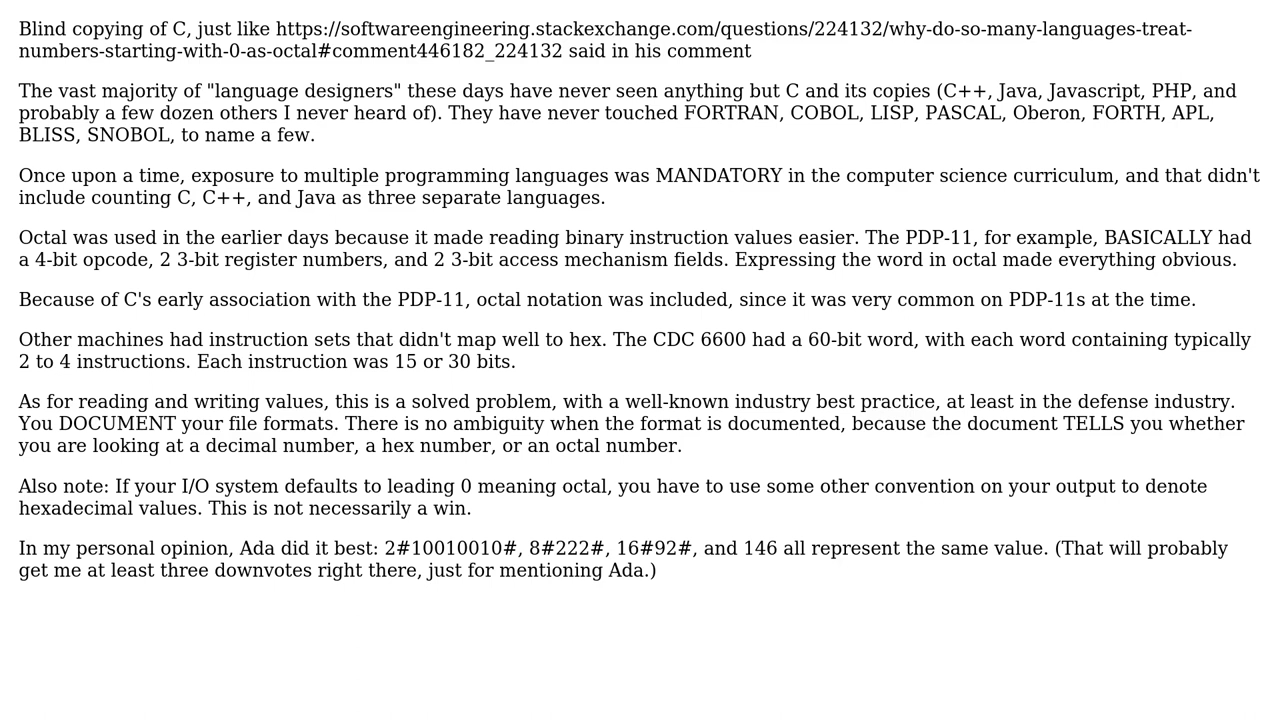 Blind copying of C, just like https://softwareengineering.stackexchange.com/questions/224132/why-do-so-many-languages-treat-
numbers-starting-with-0-as-octal#comment446182_224132 said in his comment
The vast majority of "language designers" these days have never seen anything but C and its copies (C++, Java, Javascript, PHP, and
probably a few dozen others I never heard of). They have never touched FORTRAN, COBOL, LISP, PASCAL, Oberon, FORTH, APL,
BLISS, SNOBOL, to name a few.
Once upon a time, exposure to multiple programming languages was MANDATORY in the computer science curriculum, and that didn't
include counting C, C++, and Java as three separate languages.
Octal was used in the earlier days because it made reading binary instruction values easier. The PDP-11, for example, BASICALLY had
a 4-bit opcode, 2 3-bit register numbers, and 2 3-bit access mechanism fields. Expressing the word in octal made everything obvious.
Because of C's early association with the PDP-11, octal notation was included, since it was very common on PDP-11s at the time.
Other machines had instruction sets that didn't map well to hex. The CDC 6600 had a 60-bit word, with each word containing typically
2 to 4 instructions. Each instruction was 15 or 30 bits.
As for reading and writing values, this is a solved problem, with a well-known industry best practice, at least in the defense industry.
You DOCUMENT your file formats. There is no ambiguity when the format is documented, because the document TELLS you whether
you are looking at a decimal number, a hex number, or an octal number.
Also note: If your I/O system defaults to leading 0 meaning octal, you have to use some other convention on your output to denote
hexadecimal values. This is not necessarily a win.
In my personal opinion, Ada did it best: 2#10010010#, 8#222#, 16#92#, and 146 all represent the same value. (That will probably
get me at least three downvotes right there, just for mentioning Ada.)